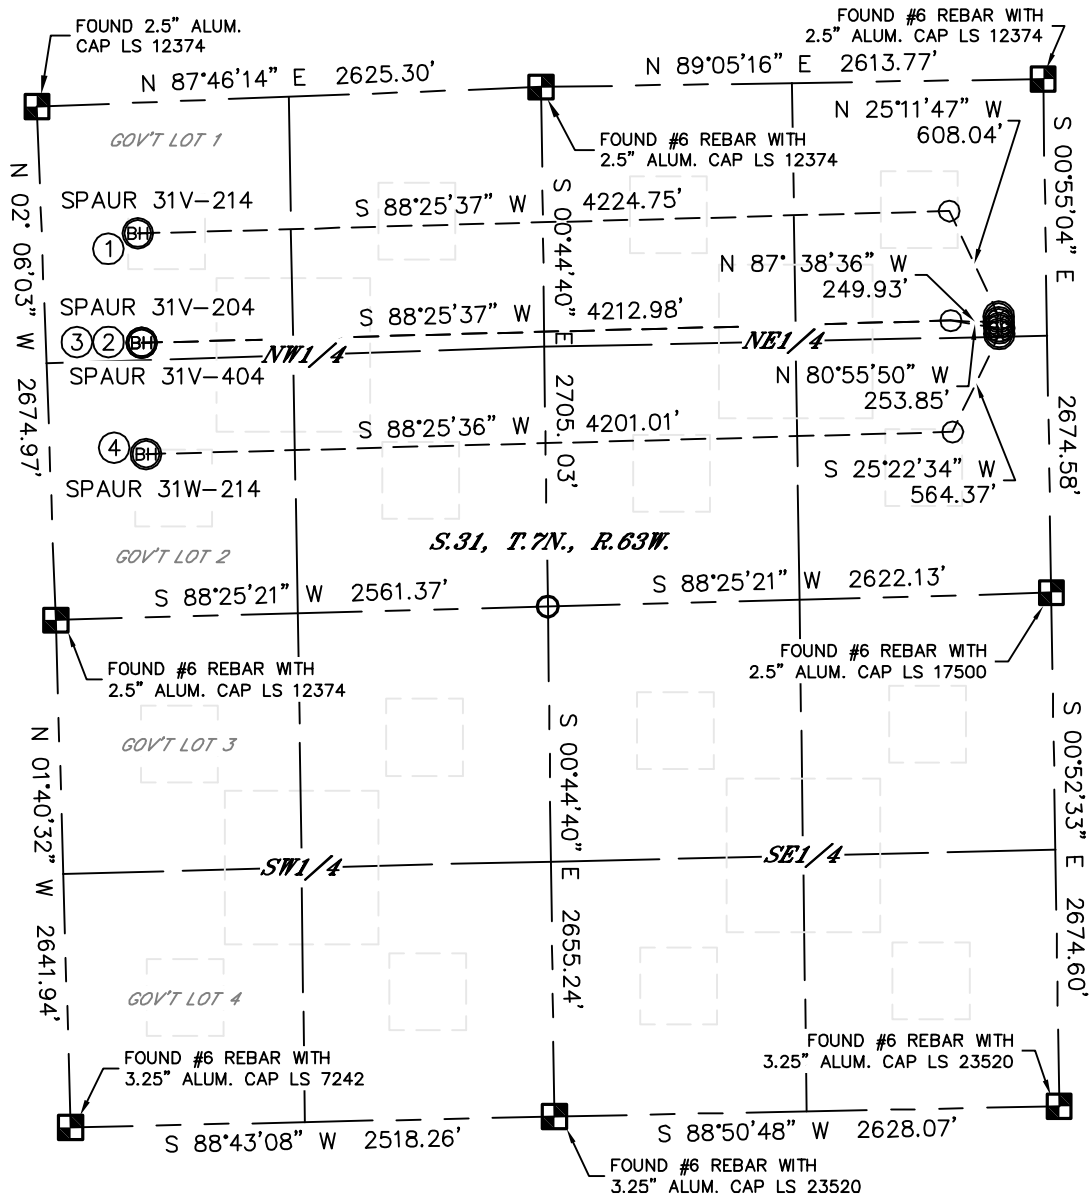 FOUND 2.5" ALUM.
CAP LS 12374
FOUND #6 REBAR WITH
2.5" ALUM. CAP LS 12374
N 87°46'14" E 2625.30'
N 89°05'16" E 2613.77'
N 25°11'47" W
608.04'
GOV'T LOT 1
FOUND #6 REBAR WITH
2.5" ALUM. CAP LS 12374
S 00°55'04" E 2674.58'
N 02° 06'03" W 2674.97'
SPAUR 31V-214
BH
1
S 88°25'37" W 4224.75'
S 00°44'40" E 2705.03'
N 87° 38'36" W
249.93'
SPAUR 31V-204
3 2 BH
S 88°25'37" W 4212.98'
NW1/4
NE1/4
SPAUR 31V-404
N 80°55'50" W
253.85'
4 BH
S 88°25'36" W 4201.01'
SPAUR 31W-214
S 25°22'34" W
564.37'
S.31, T.7N., R.63W.
GOV'T LOT 2
S 88°25'21" W 2561.37'
S 88°25'21" W 2622.13'
FOUND #6 REBAR WITH
2.5" ALUM. CAP LS 12374
FOUND #6 REBAR WITH
2.5" ALUM. CAP LS 17500
N 01°40'32" W 2641.94'
GOV'T LOT 3
S 00°44'40" E 2655.24'
S 00°52'33" E 2674.60'
SW1/4
SE1/4
GOV'T LOT 4
FOUND #6 REBAR WITH
3.25" ALUM. CAP LS 7242
FOUND #6 REBAR WITH
3.25" ALUM. CAP LS 23520
S 88°43'08" W 2518.26'
S 88°50'48" W 2628.07'
FOUND #6 REBAR WITH
3.25" ALUM. CAP LS 23520